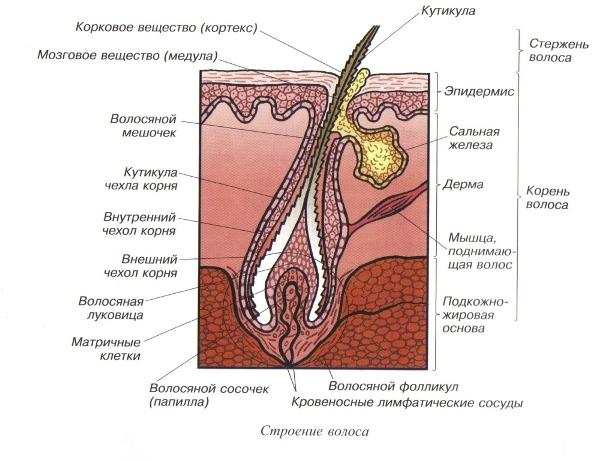 Корковое вещество (кортекс)
Мозговое вещество (медула)
Волосяной
мешочек
Кутикула
чехла корня
Внутренний
чехол корня
Внешний
чехол корня
Волосяная
луковица
Матричные
клетки
Волосяной сосочек
(папилла)
Кутикула
Стержень
волоса
Эпидермис
Сальная
железа
Дерма
Корень
волоса
Мышца,
поднимаю-
щая волос
Подкожно-
жировая
основа
Волосяной фолликул
Кровеносные лимфатические сосуды
Строение волоса